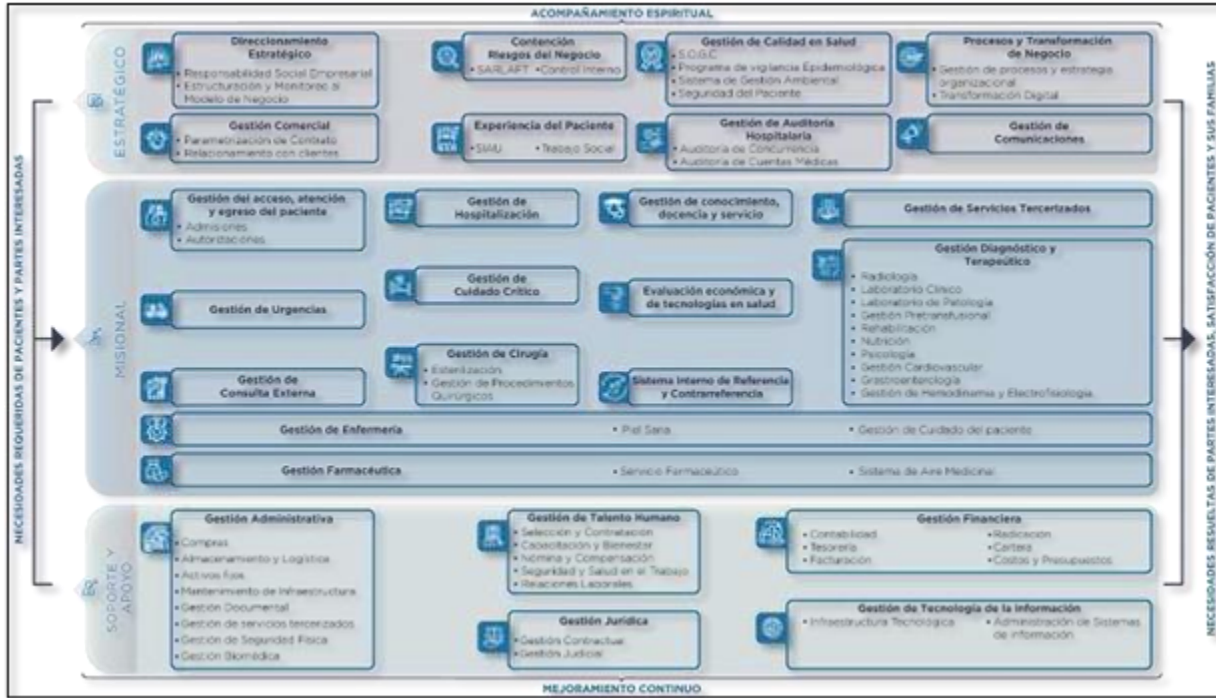 ACOMPAÑAMIENTO ESPIRITUAL
NECESIDADES REQUERIDAS DE PACIENTES Y PARTES INTERESADAS
ESTRATÉGICO
Direccionamiento
Estratégico
• Responsabilidad Social Empresarial
• Estructuración y Monitoreo al
Modelo de Negocio
Contención
Riesgos del Negocio
• SARLAFT • Control Interno
Gestión de Calidad en Salud
• S.O.G.C
• Programa de vigilancia Epidemiológica
• Sistema de Gestión Ambiental
• Seguridad del Paciente
Procesos y Transformación
de Negocio
• Gestión de procesos y estrategia
organizacional
• Transformación Digital
Gestión Comercial
• Parametrización de Contrato
• Relacionamiento con clientes
Experiencia del Paciente
• SIAU • Trabajo Social
Gestión de Auditoría
Hospitalaria
• Auditoría de Concurrencia
• Auditoría de Cuentas Médicas
Gestión de
Comunicaciones
MISIONAL
Gestión del acceso, atención
y egreso del paciente
• Admisiones
• Autorizaciones
Gestión de
Hospitalización
Gestión de conocimiento,
docencia y servicio
Gestión de Servicios Tercerizados
Gestión de Urgencias
Gestión de
Cuidado Crítico
Evaluación económica y
de tecnologías en salud
Gestión Diagnóstico y
Terapeútico
• Radiología
• Laboratorio Clínico
• Laboratorio de Patología
• Gestión Pretransfusional
• Rehabilitación
• Nutrición
• Psicología
• Gestión Cardiovascular
• Grastroenterología
• Gestión de Hemodinamia y Electrofisiología
Gestión de
Consulta Externa
Gestión de Cirugía
• Esterilización
• Gestión de Procedimientos
Quirúrgicos
Sistema Interno de Referencia
y Contrarreferencia
Gestión de Enfermería • Piel Sana • Gestión de Cuidado del paciente
Gestión Farmacéutica • Servicio Farmaceútico • Sistema de Aire Medicinal
SOPORTE Y
APOYO
Gestión Administrativa
• Compras
• Almacenamiento y Logística
• Activos fijos
• Mantenimiento de Infraestructura
• Gestión Documental
• Gestión de servicios tercerizados
• Gestión de Seguridad Física
• Gestión Biomédica
Gestión de Talento Humano
• Selección y Contratación
• Capacitación y Bienestar
• Nómina y Compensación
• Seguridad y Salud en el Trabajo
• Relaciones Laborales
Gestión Jurídica
• Gestión Contractual
• Gestión Judicial
Gestión Financiera
• Contabilidad • Radicación
• Tesorería • Cartera
• Facturación • Costos y Presupuestos
Gestión de Tecnología de la Información
• Infraestructura Tecnológica • Administración de Sistemas
de información
NECESIDADES RESUELTAS DE PARTES INTERESADAS, SATISFACCIÓN DE PACIENTES Y SUS FAMILIAS
MEJORAMIENTO CONTINUO